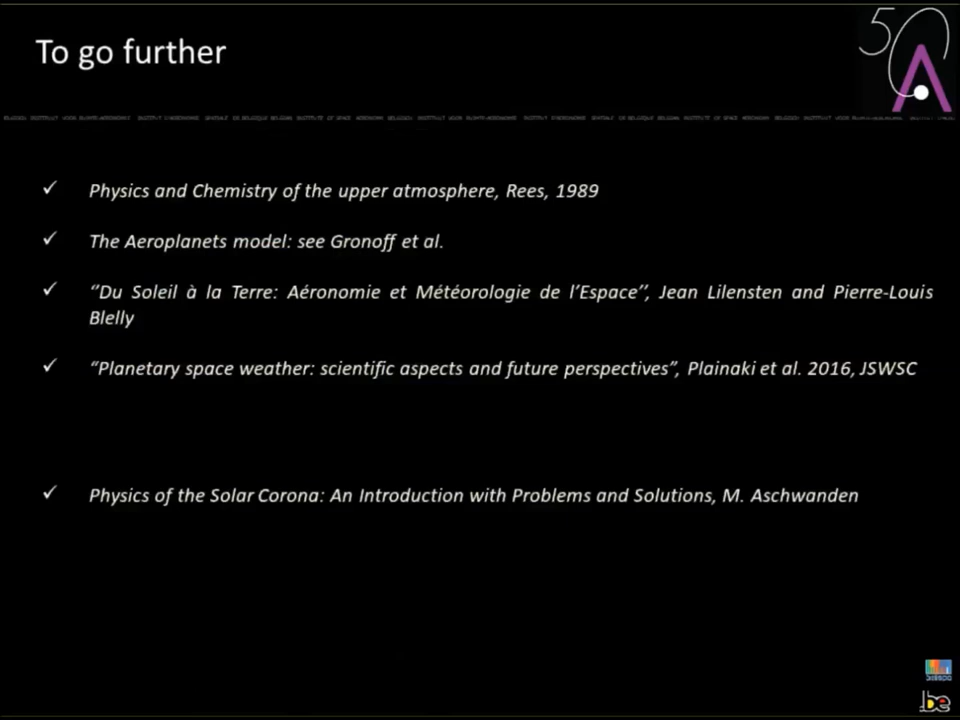 To go further
50
✓ Physics and Chemistry of the upper atmosphere, Rees, 1989
✓ The Aeroplanets model: see Gronoff et al.
✓ “Du Soleil à la Terre: Aéronomie et Météorologie de l’Espace”, Jean Lilensten and Pierre-Louis
Blelly
✓ “Planetary space weather: scientific aspects and future perspectives”, Plainaki et al. 2016, JSWSC
✓ Physics of the Solar Corona: An Introduction with Problems and Solutions, M. Aschwanden
.be